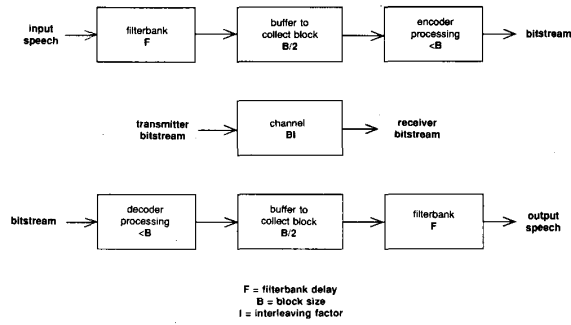 input speech
filterbank
F
buffer to
collect block
B/2
encoder
processing
<B
bitstream
transmitter
bitstream
channel
BI
receiver
bitstream
bitstream
decoder
processing
<B
buffer to
collect block
B/2
filterbank
F
output
speech
F = filterbank delay
B = block size
I = interleaving factor